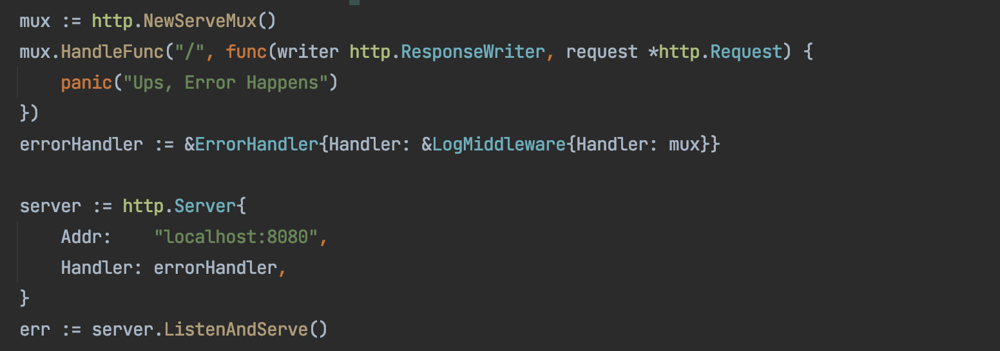 mux := http.NewServeMux()
mux.HandleFunc("/", func(writer http.ResponseWriter, request *http.Request) {
    panic("Ups, Error Happens")
})
errorHandler := &ErrorHandler{Handler: &LogMiddleware{Handler: mux}}

server := http.Server{
    Addr:    "localhost:8080",
    Handler: errorHandler,
}
err := server.ListenAndServe()